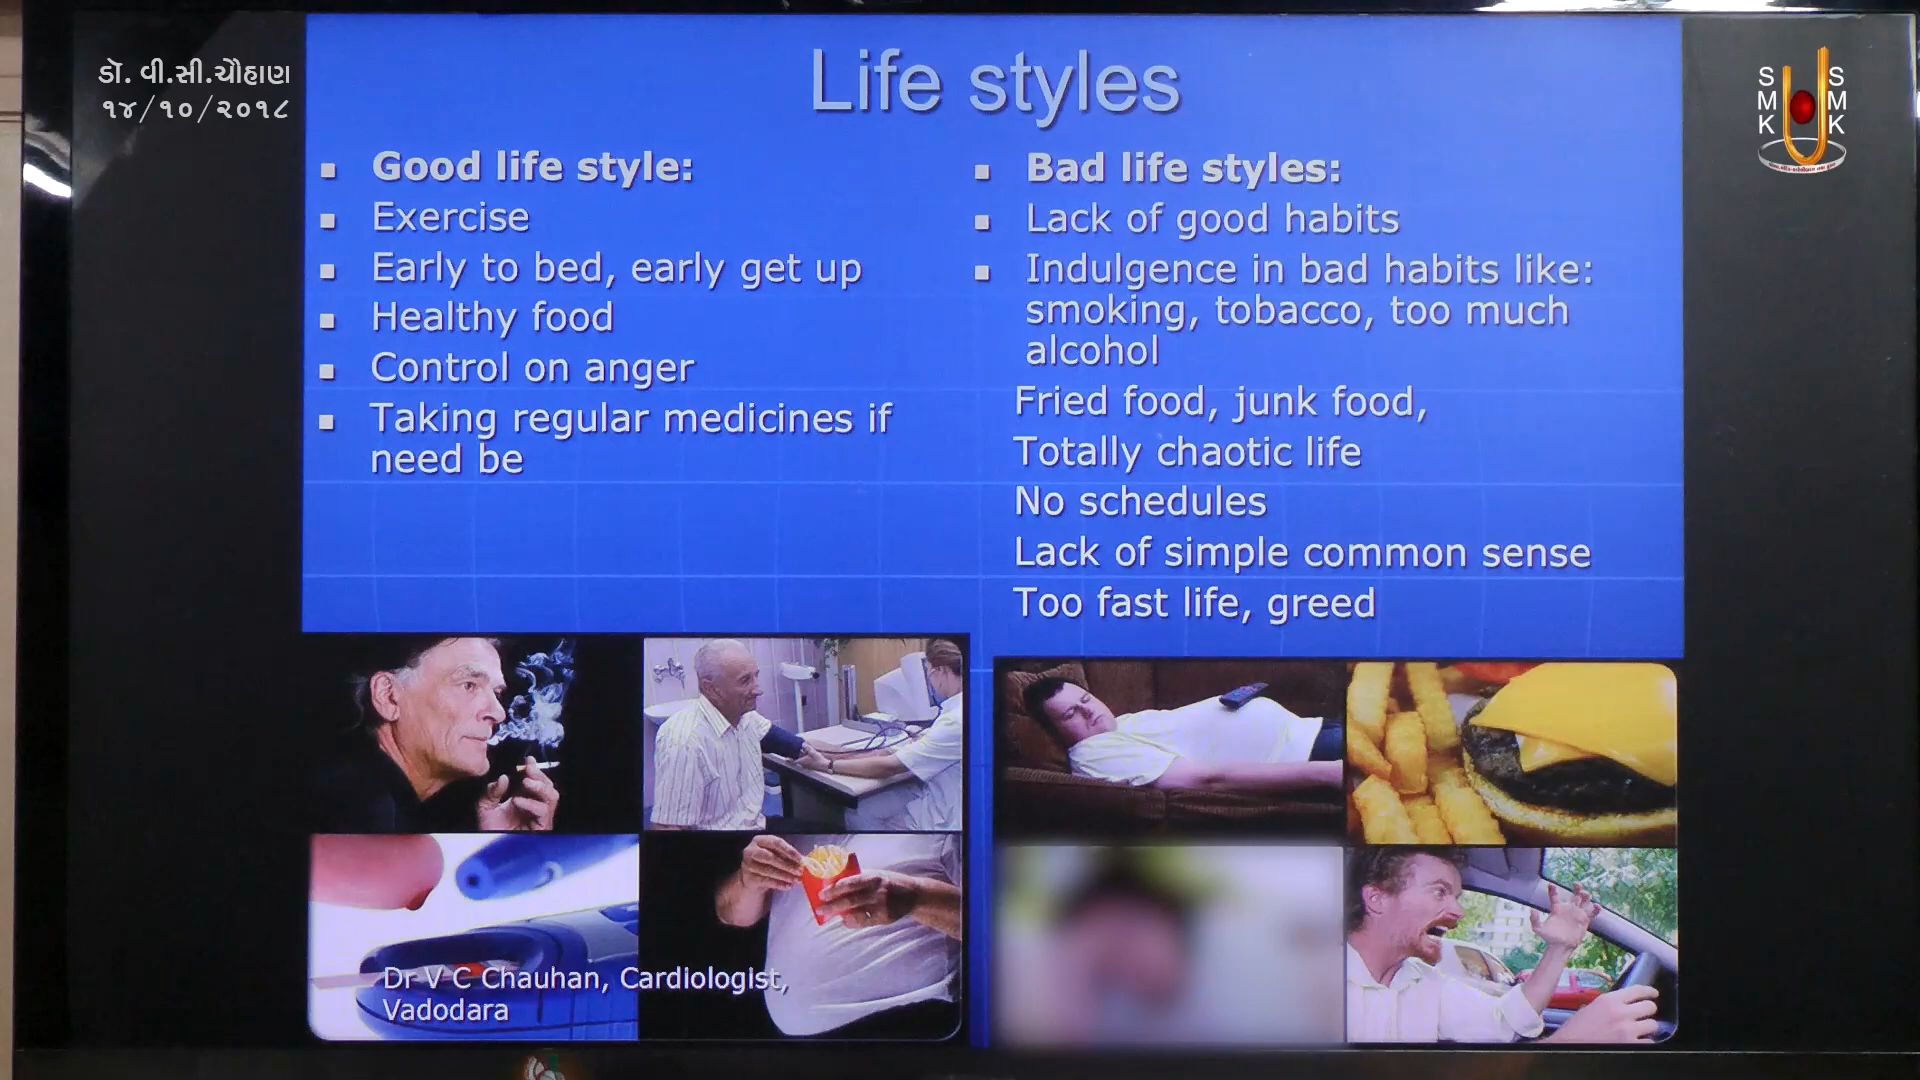 ડૉ. વી.સી.ચૌહાણ
૧૪/૧૦/૨૦૧૮
S S
M M
K K
Life styles
Good life style:
Exercise
Early to bed, early get up
Healthy food
Control on anger
Taking regular medicines if
need be
Bad life styles:
Lack of good habits
Indulgence in bad habits like:
smoking, tobacco, too much
alcohol
Fried food, junk food,
Totally chaotic life
No schedules
Lack of simple common sense
Too fast life, greed
Dr V C Chauhan, Cardiologist,
Vadodara